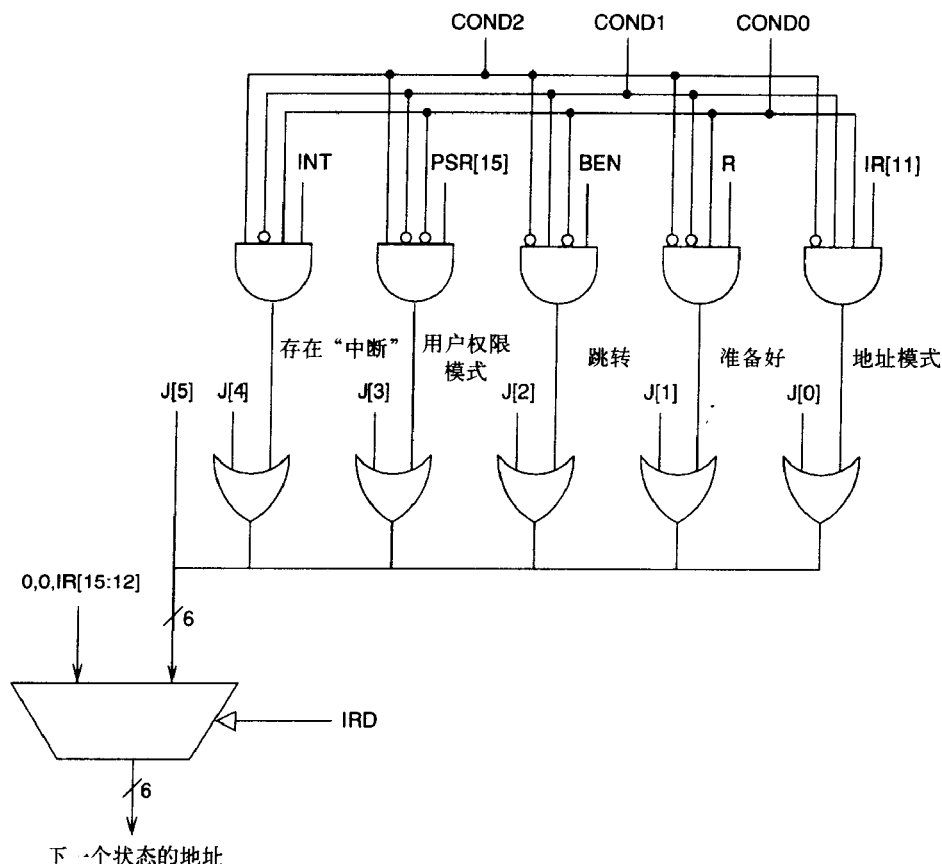 COND2 COND1 COND0
INT PSR[15] BEN R IR[11]
存在“中断” 用户权限模式 跳转 准备好 地址模式
J[5] J[4] J[3] J[2] J[1] J[0]
0,0,IR[15:12]
6
IRD
6
下一个状态的地址